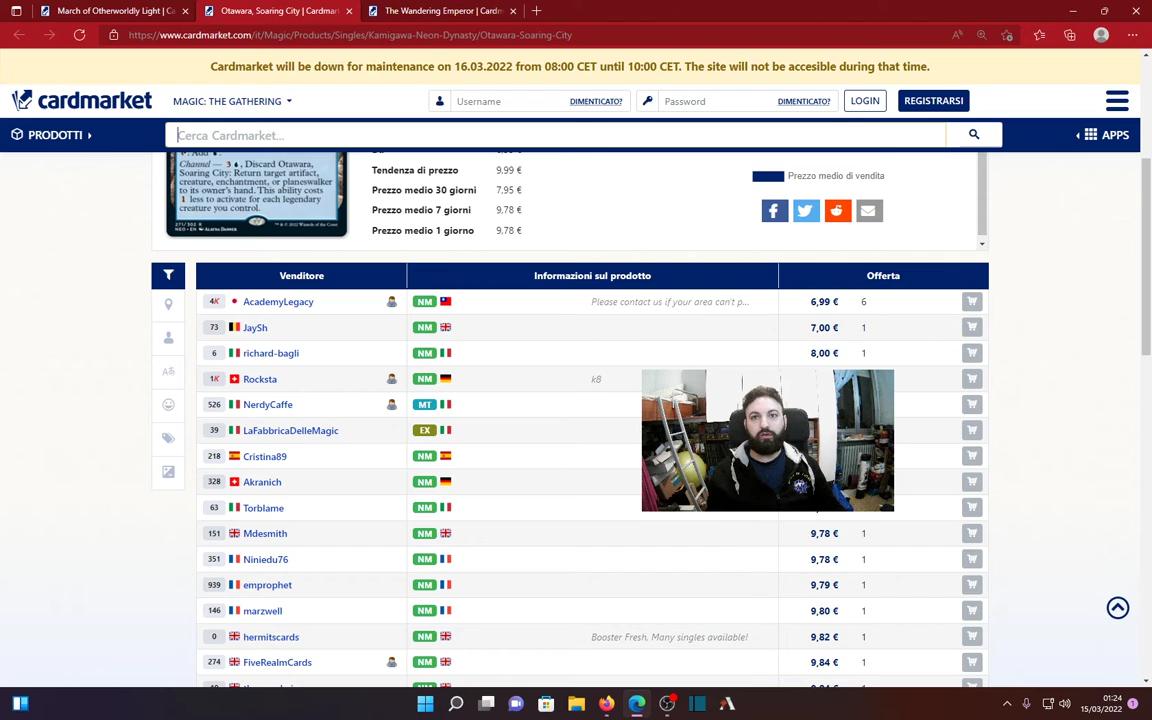 March of Otherworldly Light | Ca
Otawara, Soaring City | Cardmar
The Wandering Emperor | Cardm
https://www.cardmarket.com/it/Magic/Products/Singles/Kamigawa-Neon-Dynasty/Otawara-Soaring-City
Cardmarket will be down for maintenance on 16.03.2022 from 08:00 CET until 10:00 CET. The site will not be accesible during that time.
cardmarket
MAGIC: THE GATHERING
Username
DIMENTICATO?
Password
DIMENTICATO?
LOGIN
REGISTRARSI
PRODOTTI
Cerca Cardmarket...
APPS
Channel — 3, Discard Otawara,
Soaring City: Return target artifact,
creature, enchantment, or planeswalker
to its owner's hand. This ability costs
1 less to activate for each legendary
creature you control.
Tendenza di prezzo 9,99 €
Prezzo medio 30 giorni 7,95 €
Prezzo medio 7 giorni 9,78 €
Prezzo medio 1 giorno 9,78 €
Prezzo medio di vendita
Venditore Informazioni sul prodotto Offerta
4K AcademyLegacy NM Please contact us if your area can't p... 6,99 € 6
73 JaySh NM 7,00 € 1
6 richard-bagli NM 8,00 € 1
1K Rocksta NM k8
526 NerdyCaffe MT
39 LaFabbricaDelleMagic EX
218 Cristina89 NM
328 Akranich NM
63 Torblame NM
151 Mdesmith NM 9,78 € 1
351 Niniedu76 NM 9,78 € 1
939 emprophet NM 9,79 € 1
146 marzwell NM 9,80 € 1
0 hermitscards NM Booster Fresh, Many singles available! 9,82 € 1
274 FiveRealmCards NM 9,84 € 1
01:24
15/03/2022